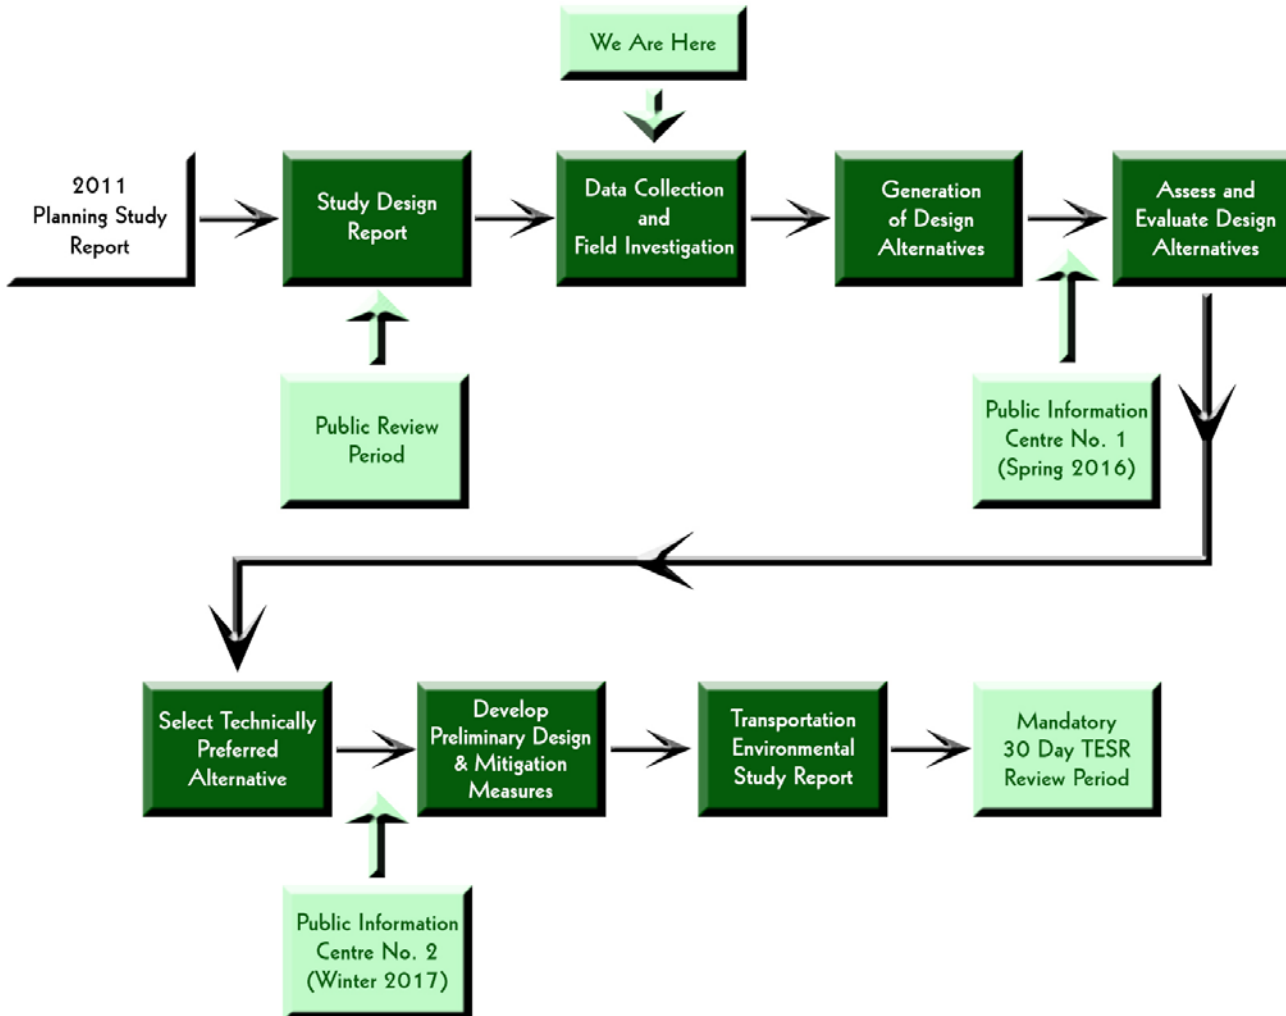 We Are Here
2011
Planning Study
Report
Study Design
Report
Data Collection
and
Field Investigation
Generation
of Design
Alternatives
Assess and
Evaluate Design
Alternatives
Public Review
Period
Public Information
Centre No. 1
(Spring 2016)
Select Technically
Preferred
Alternative
Develop
Preliminary Design
& Mitigation
Measures
Transportation
Environmental
Study Report
Mandatory
30 Day TESR
Review Period
Public Information
Centre No. 2
(Winter 2017)